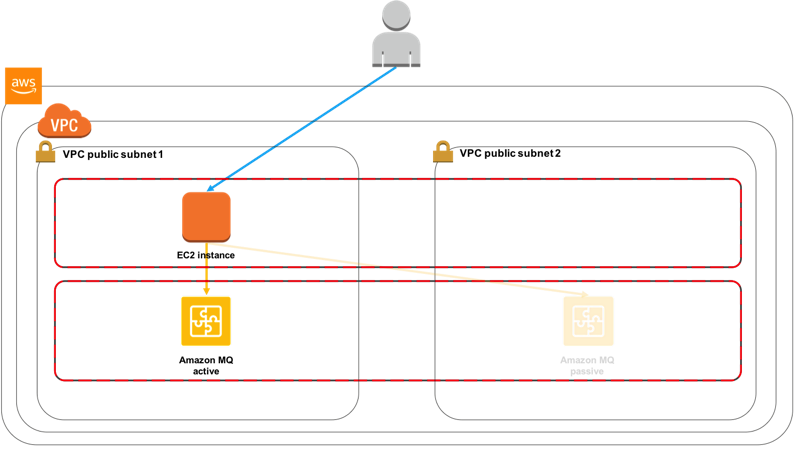 aws
VPC
VPC public subnet 1
VPC public subnet 2
EC2 instance
Amazon MQ
active
Amazon MQ
passive